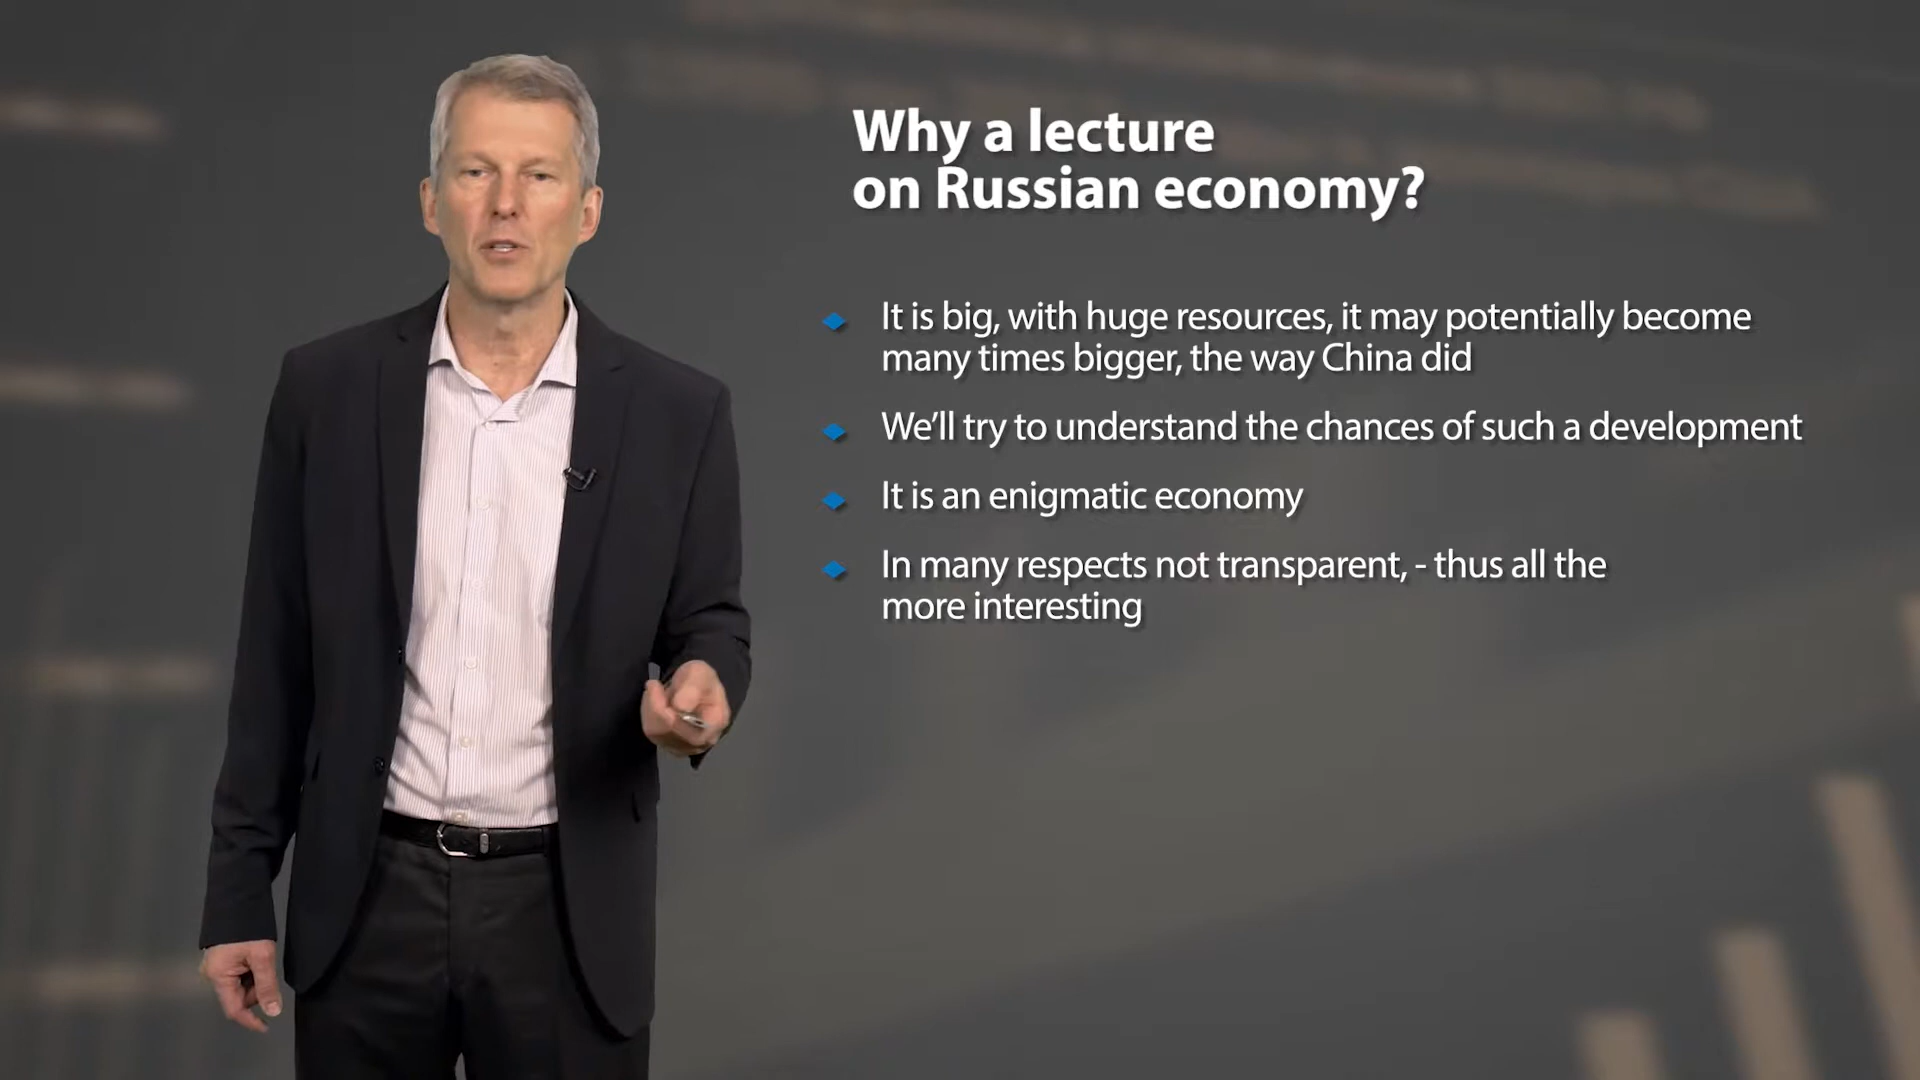 Why a lecture
on Russian economy?
It is big, with huge resources, it may potentially become
many times bigger, the way China did
We'll try to understand the chances of such a development
It is an enigmatic economy
In many respects not transparent, - thus all the
more interesting